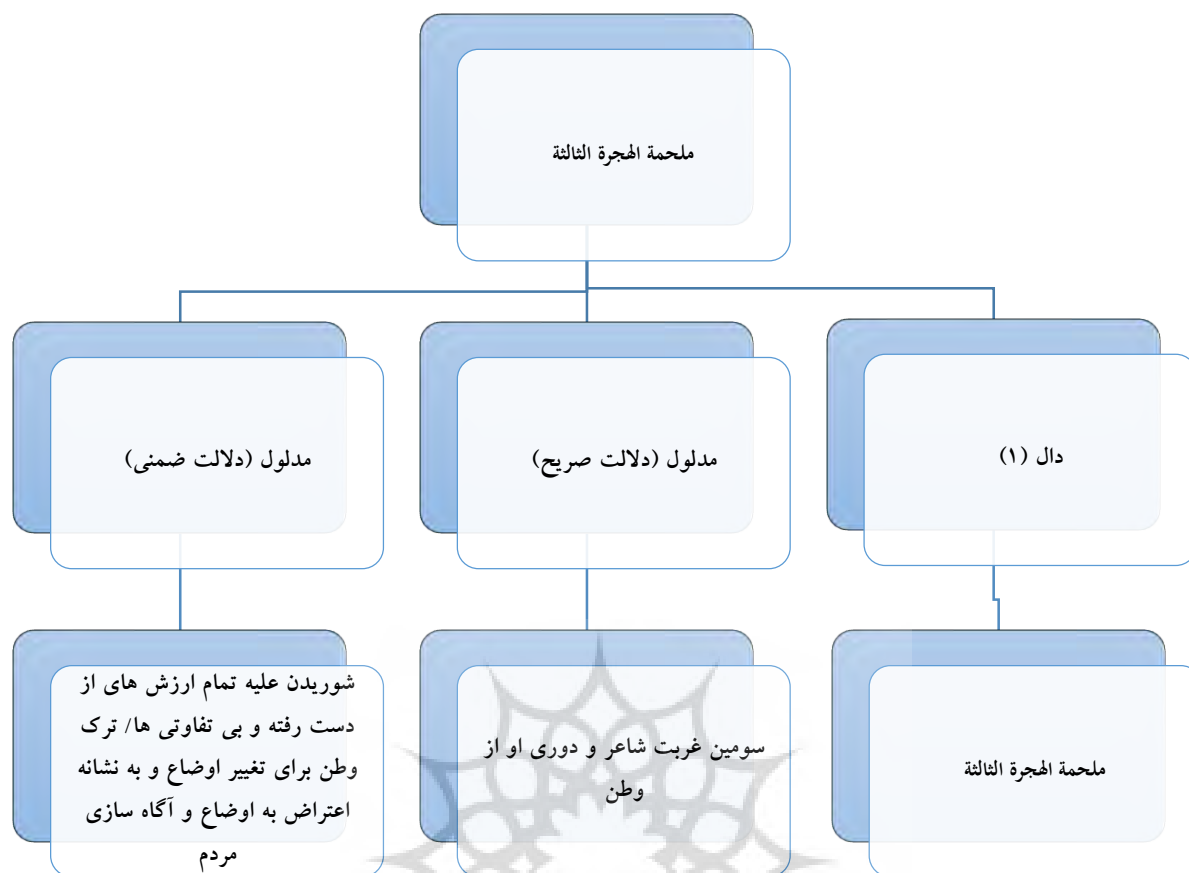 ملحمة الهجرة الثالثة
دال (۱)
مدلول (دلالت صریح)
مدلول (دلالت ضمنی)
ملحمة الهجرة الثالثة
سومین غربت شاعر و دوری او از
وطن
شوریدن علیه تمام ارزش های از
دست رفته و بی تفاوتی ها/ ترک
وطن برای تغییر اوضاع و به نشانه
اعتراض به اوضاع و آگاه سازی
مردم